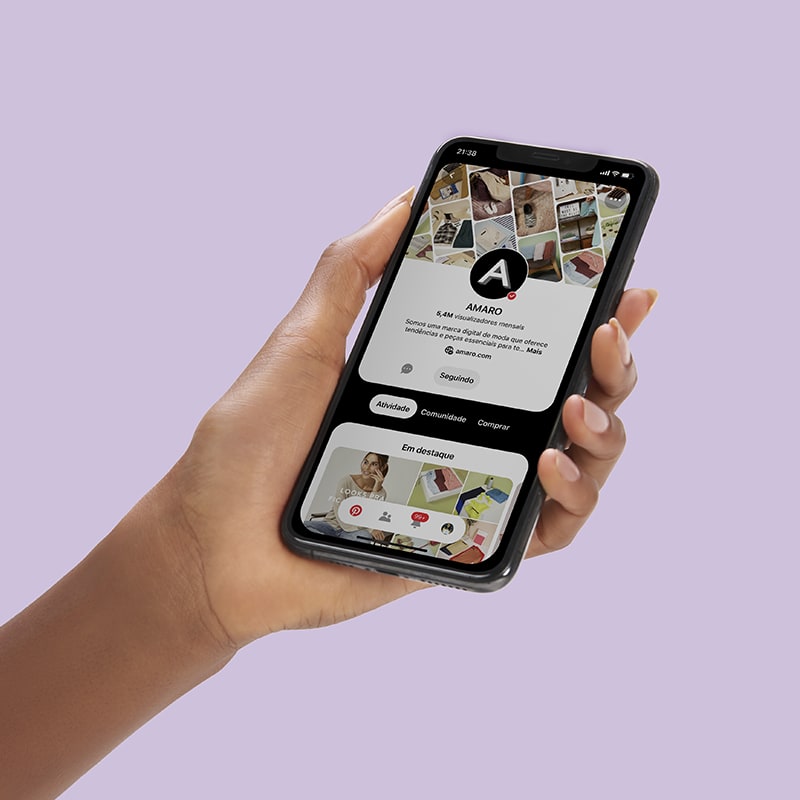 21:38
A
AMARO
5,4M visualizadores mensais
Somos uma marca digital de moda que oferece
tendências e peças essenciais para to... Mais
amaro.com
Seguindo
Atividade Comunidade Comprar
Em destaque
LOOKS PRA
99+